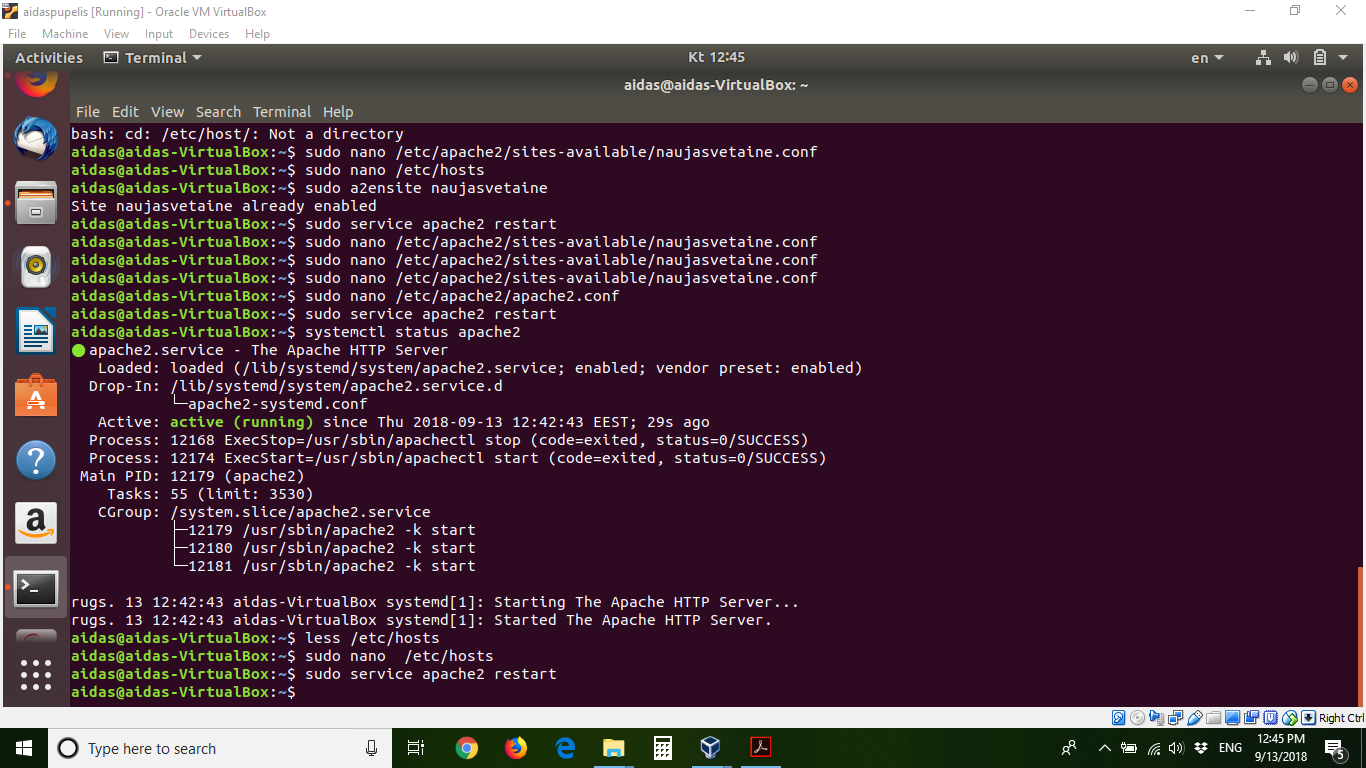 aidaspupelis [Running] - Oracle VM VirtualBox
File Machine View Input Devices Help
Activities Terminal Kt 12:45 en
aidas@aidas-VirtualBox: ~
File Edit View Search Terminal Help
bash: cd: /etc/host/: Not a directory
aidas@aidas-VirtualBox:~$ sudo nano /etc/apache2/sites-available/naujasvetaine.conf
aidas@aidas-VirtualBox:~$ sudo nano /etc/hosts
aidas@aidas-VirtualBox:~$ sudo a2ensite naujasvetaine
Site naujasvetaine already enabled
aidas@aidas-VirtualBox:~$ sudo service apache2 restart
aidas@aidas-VirtualBox:~$ sudo nano /etc/apache2/sites-available/naujasvetaine.conf
aidas@aidas-VirtualBox:~$ sudo nano /etc/apache2/sites-available/naujasvetaine.conf
aidas@aidas-VirtualBox:~$ sudo nano /etc/apache2/sites-available/naujasvetaine.conf
aidas@aidas-VirtualBox:~$ sudo nano /etc/apache2/apache2.conf
aidas@aidas-VirtualBox:~$ sudo service apache2 restart
aidas@aidas-VirtualBox:~$ systemctl status apache2
● apache2.service - The Apache HTTP Server
   Loaded: loaded (/lib/systemd/system/apache2.service; enabled; vendor preset: enabled)
  Drop-In: /lib/systemd/system/apache2.service.d
           └─apache2-systemd.conf
   Active: active (running) since Thu 2018-09-13 12:42:43 EEST; 29s ago
  Process: 12168 ExecStop=/usr/sbin/apachectl stop (code=exited, status=0/SUCCESS)
  Process: 12174 ExecStart=/usr/sbin/apachectl start (code=exited, status=0/SUCCESS)
 Main PID: 12179 (apache2)
    Tasks: 55 (limit: 3530)
   CGroup: /system.slice/apache2.service
           ├─12179 /usr/sbin/apache2 -k start
           ├─12180 /usr/sbin/apache2 -k start
           └─12181 /usr/sbin/apache2 -k start
rugs. 13 12:42:43 aidas-VirtualBox systemd[1]: Starting The Apache HTTP Server...
rugs. 13 12:42:43 aidas-VirtualBox systemd[1]: Started The Apache HTTP Server.
aidas@aidas-VirtualBox:~$ less /etc/hosts
aidas@aidas-VirtualBox:~$ sudo nano  /etc/hosts
aidas@aidas-VirtualBox:~$ sudo service apache2 restart
aidas@aidas-VirtualBox:~$
Right Ctrl
Type here to search
ENG
12:45 PM
9/13/2018
5